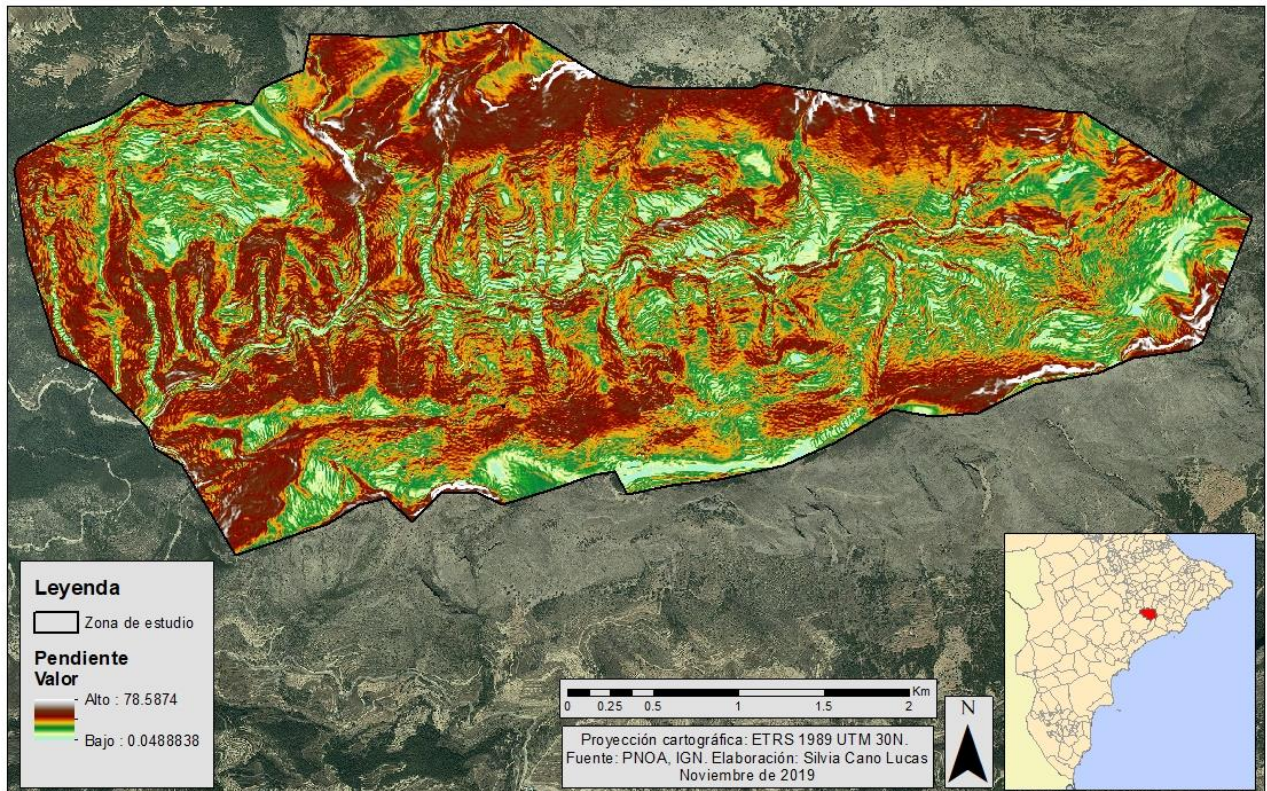 Leyenda
Zona de estudio
Pendiente
Valor
Alto : 78.5874
Bajo : 0.0488838
Km
0 0.25 0.5 1 1.5 2
Proyección cartográfica: ETRS 1989 UTM 30N.
Fuente: PNOA, IGN. Elaboración: Silvia Cano Lucas
Noviembre de 2019
N